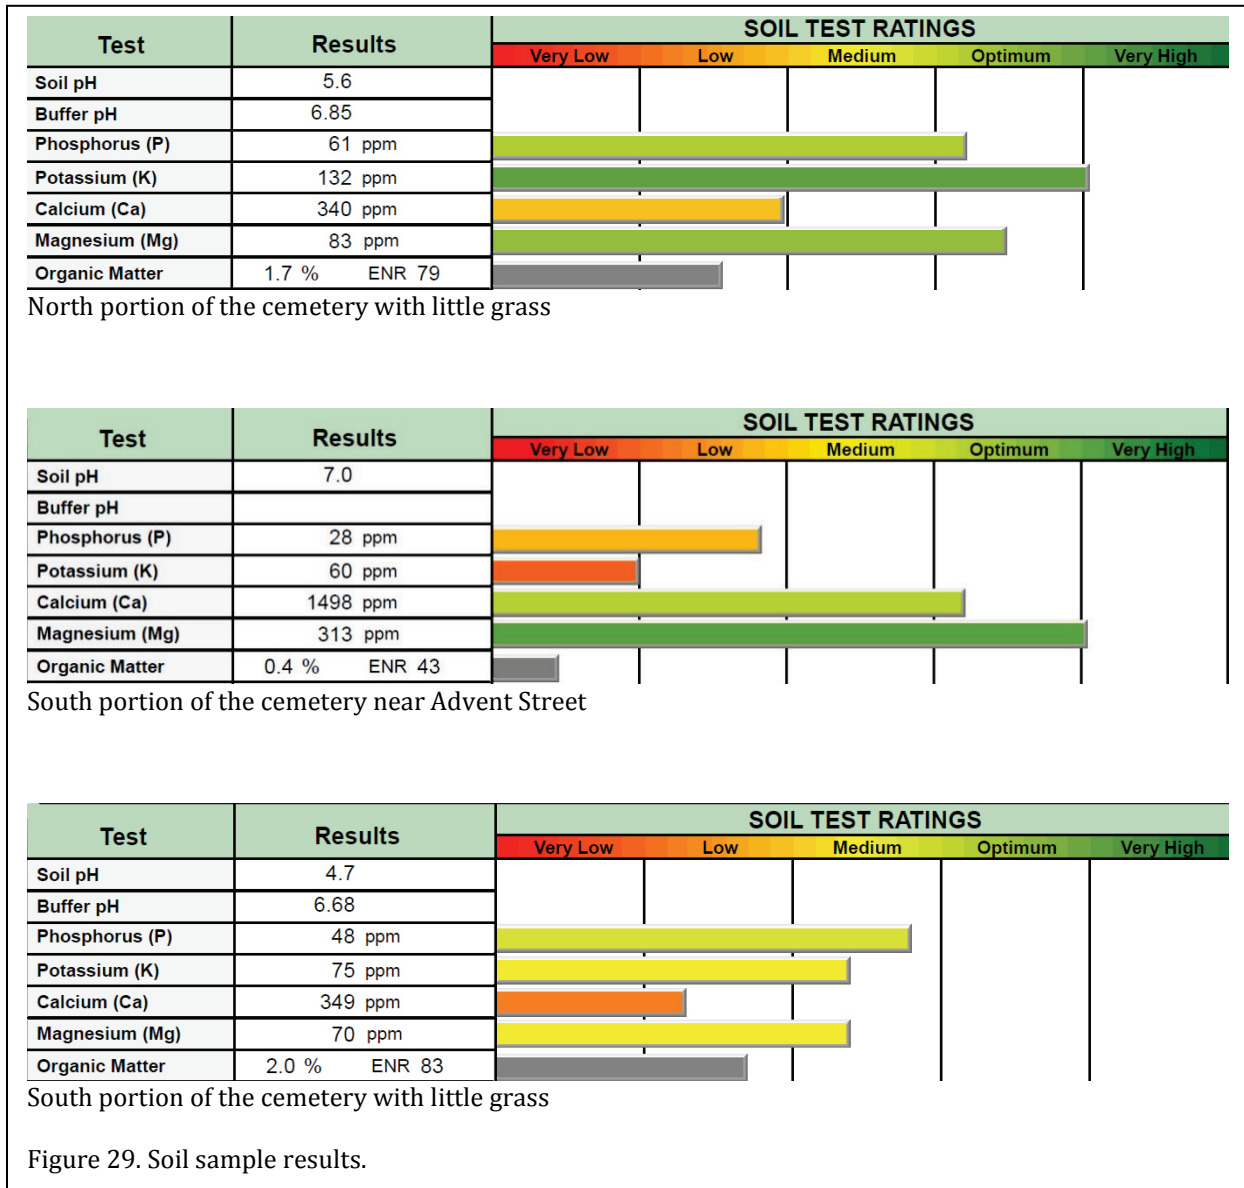 Test Results SOIL TEST RATINGS
Very Low Low Medium Optimum Very High
Soil pH 5.6
Buffer pH 6.85
Phosphorus (P) 61 ppm
Potassium (K) 132 ppm
Calcium (Ca) 340 ppm
Magnesium (Mg) 83 ppm
Organic Matter 1.7 % ENR 79
North portion of the cemetery with little grass
Test Results SOIL TEST RATINGS
Very Low Low Medium Optimum Very High
Soil pH 7.0
Buffer pH
Phosphorus (P) 28 ppm
Potassium (K) 60 ppm
Calcium (Ca) 1498 ppm
Magnesium (Mg) 313 ppm
Organic Matter 0.4 % ENR 43
South portion of the cemetery near Advent Street
Test Results SOIL TEST RATINGS
Very Low Low Medium Optimum Very High
Soil pH 4.7
Buffer pH 6.68
Phosphorus (P) 48 ppm
Potassium (K) 75 ppm
Calcium (Ca) 349 ppm
Magnesium (Mg) 70 ppm
Organic Matter 2.0 % ENR 83
South portion of the cemetery with little grass
Figure 29. Soil sample results.